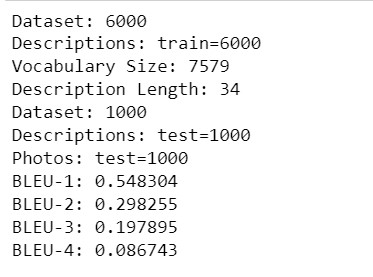 Dataset: 6000
Descriptions: train=6000
Vocabulary Size: 7579
Description Length: 34
Dataset: 1000
Descriptions: test=1000
Photos: test=1000
BLEU-1: 0.548304
BLEU-2: 0.298255
BLEU-3: 0.197895
BLEU-4: 0.086743